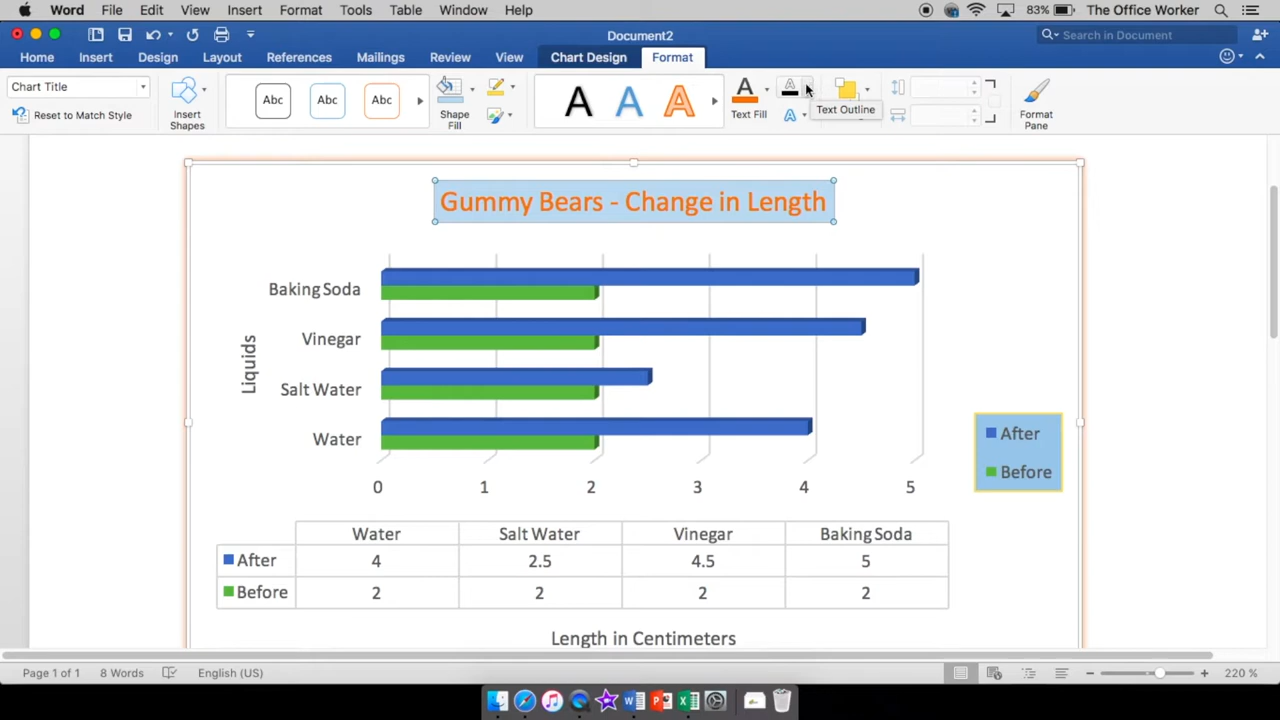 Word File Edit View Insert Format Tools Table Window Help 83% The Office Worker
Document2 Search in Document
Home Insert Design Layout References Mailings Review View Chart Design Format
Chart Title
Reset to Match Style
Insert Shapes
Abc Abc Abc
Shape Fill
A A A
A
Text Fill
A
A
Text Outline
Format Pane
Gummy Bears - Change in Length
Liquids
Baking Soda
Vinegar
Salt Water
Water
0 1 2 3 4 5
After
Before
Water Salt Water Vinegar Baking Soda
After 4 2.5 4.5 5
Before 2 2 2 2
Length in Centimeters
Page 1 of 1 8 Words English (US) 220 %